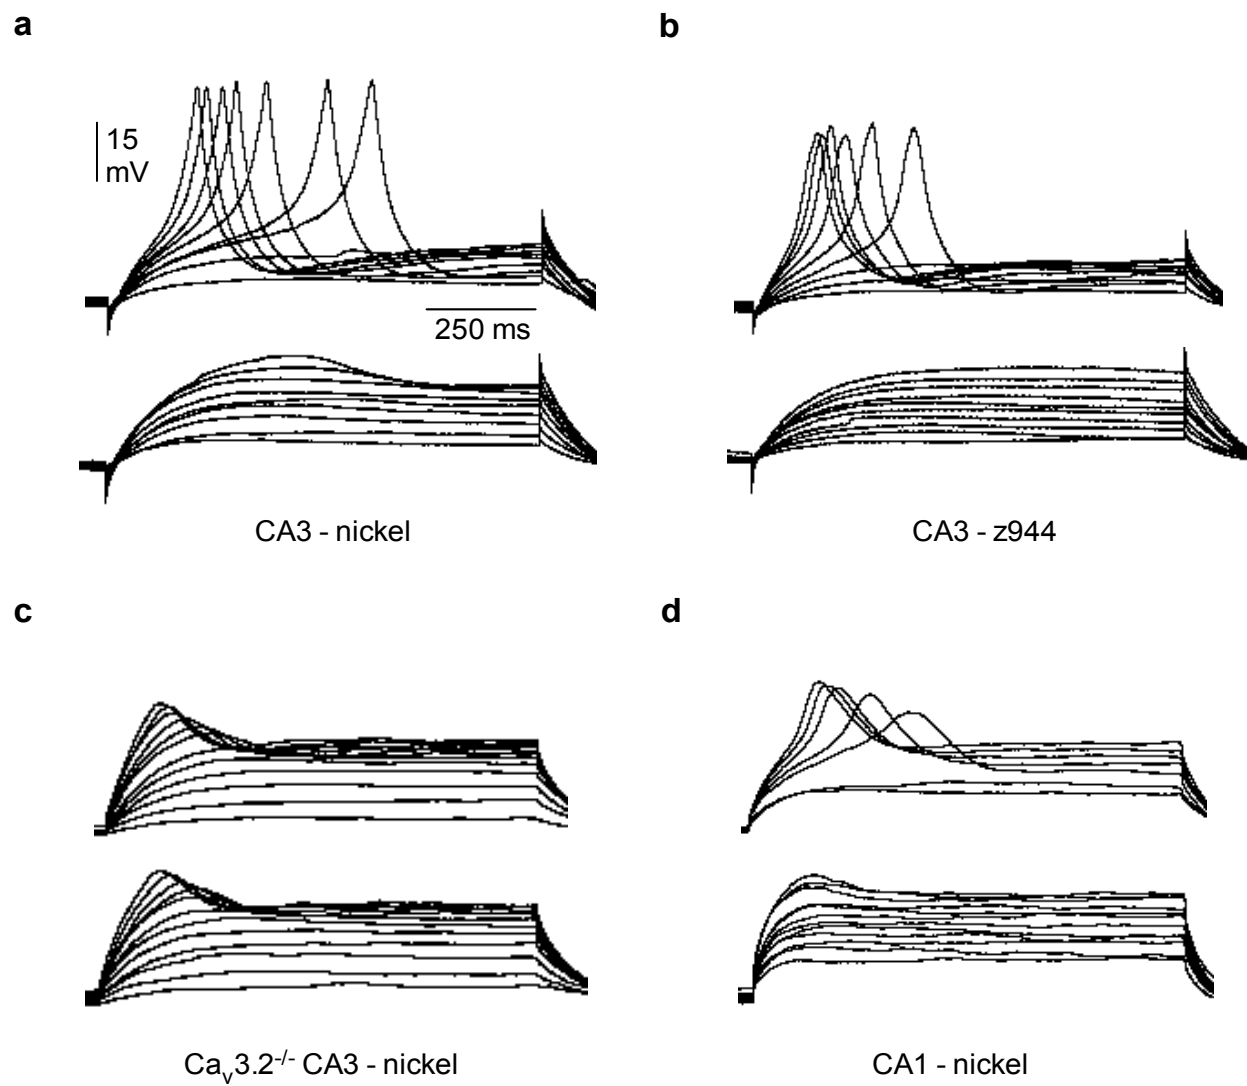 a
b
15
mV
250 ms
CA3 - nickel
CA3 - z944
c
d
Cav3.2-/- CA3 - nickel
CA1 - nickel